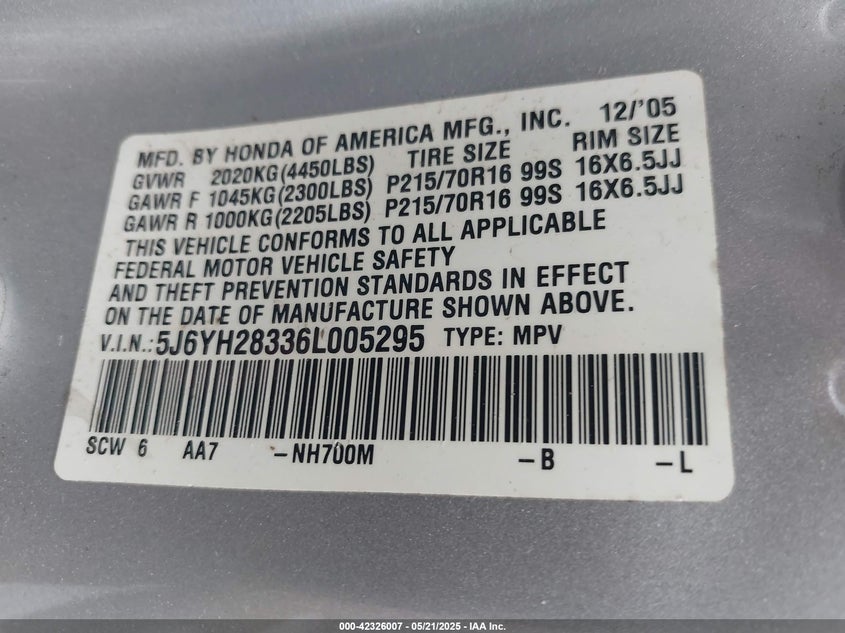 MFD. BY HONDA OF AMERICA MFG., INC. 12/'05
GVWR 2020KG(4450LBS) TIRE SIZE RIM SIZE
GAWR F 1045KG(2300LBS) P215/70R16 99S 16X6.5JJ
GAWR R 1000KG(2205LBS) P215/70R16 99S 16X6.5JJ
THIS VEHICLE CONFORMS TO ALL APPLICABLE
FEDERAL MOTOR VEHICLE SAFETY
AND THEFT PREVENTION STANDARDS IN EFFECT
ON THE DATE OF MANUFACTURE SHOWN ABOVE.
V.I.N.: 5J6YH28336L005295 TYPE: MPV
SCW 6 AA7 -NH700M -B -L
000-42326007 - 05/21/2025 - IAA Inc.